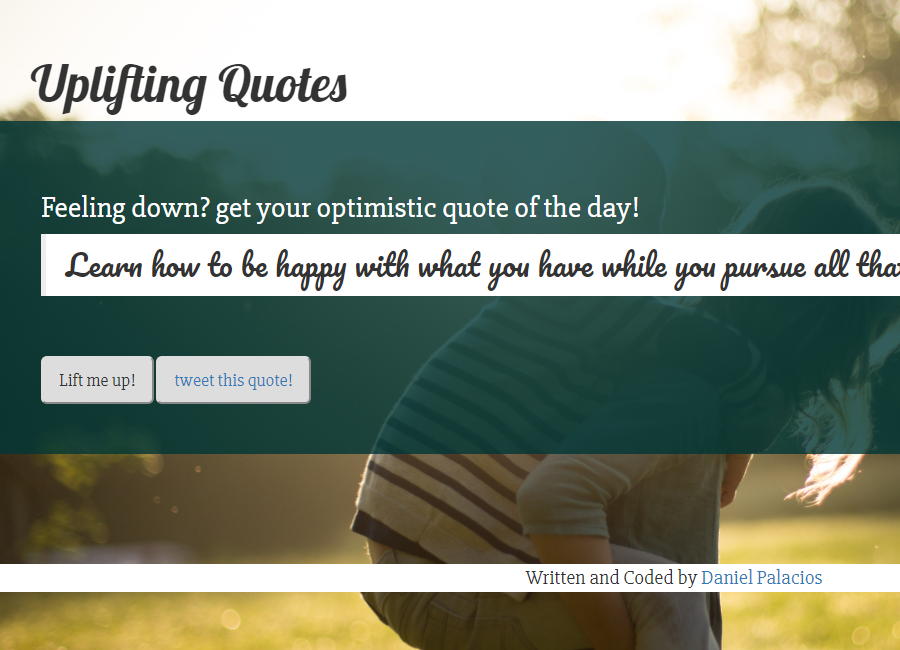 Uplifting Quotes
Feeling down? get your optimistic quote of the day!
Learn how to be happy with what you have while you pursue all
Lift me up!
tweet this quote!
Written and Coded by Daniel Palacios